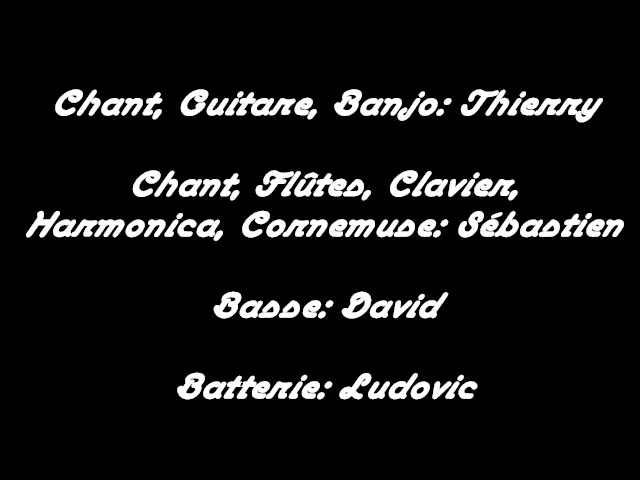 Chant, Guitare, Banjo: Thierry
Chant, Flûtes, Clavier,
Harmonica, Cornemuse: Sébastien
Basse: David
Batterie: Ludovic